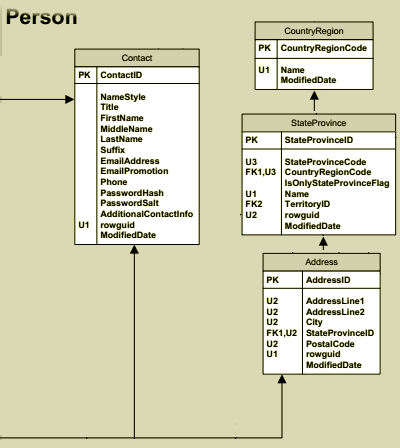 Person
Contact
PK ContactID
NameStyle
Title
FirstName
MiddleName
LastName
Suffix
EmailAddress
EmailPromotion
Phone
PasswordHash
PasswordSalt
AdditionalContactInfo
U1 rowguid
ModifiedDate
CountryRegion
PK CountryRegionCode
U1 Name
ModifiedDate
StateProvince
PK StateProvinceID
U3 StateProvinceCode
FK1,U3 CountryRegionCode
IsOnlyStateProvinceFlag
U1 Name
FK2 TerritoryID
U2 rowguid
ModifiedDate
Address
PK AddressID
U2 AddressLine1
U2 AddressLine2
U2 City
FK1,U2 StateProvinceID
U2 PostalCode
U1 rowguid
ModifiedDate